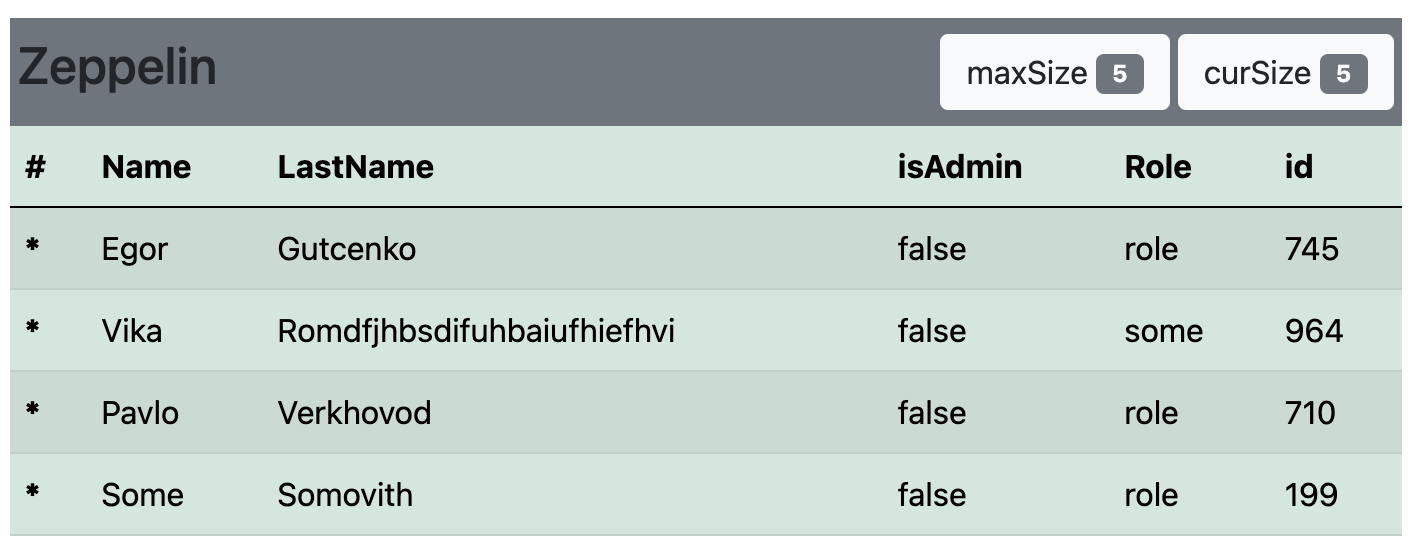 Zeppelin maxSize 5 curSize 5
# Name LastName isAdmin Role id
* Egor Gutcenko false role 745
* Vika Romdfjhbsdifuhbaiufhiefhvi false some 964
* Pavlo Verkhovod false role 710
* Some Somovith false role 199